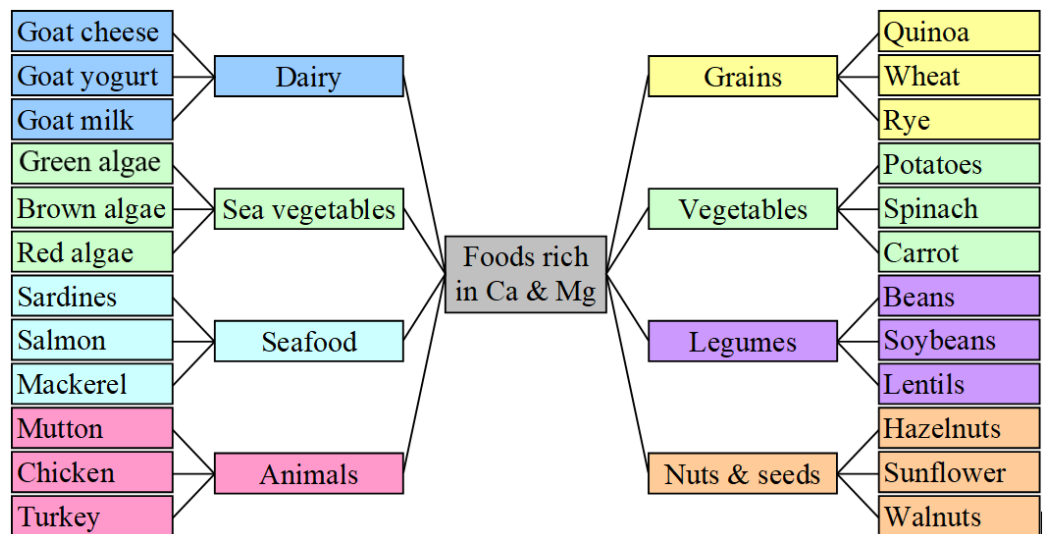 Goat cheese
Goat yogurt
Goat milk
Dairy
Green algae
Brown algae
Red algae
Sea vegetables
Sardines
Salmon
Mackerel
Seafood
Mutton
Chicken
Turkey
Animals
Foods rich
in Ca & Mg
Grains
Quinoa
Wheat
Rye
Vegetables
Potatoes
Spinach
Carrot
Legumes
Beans
Soybeans
Lentils
Nuts & seeds
Hazelnuts
Sunflower
Walnuts